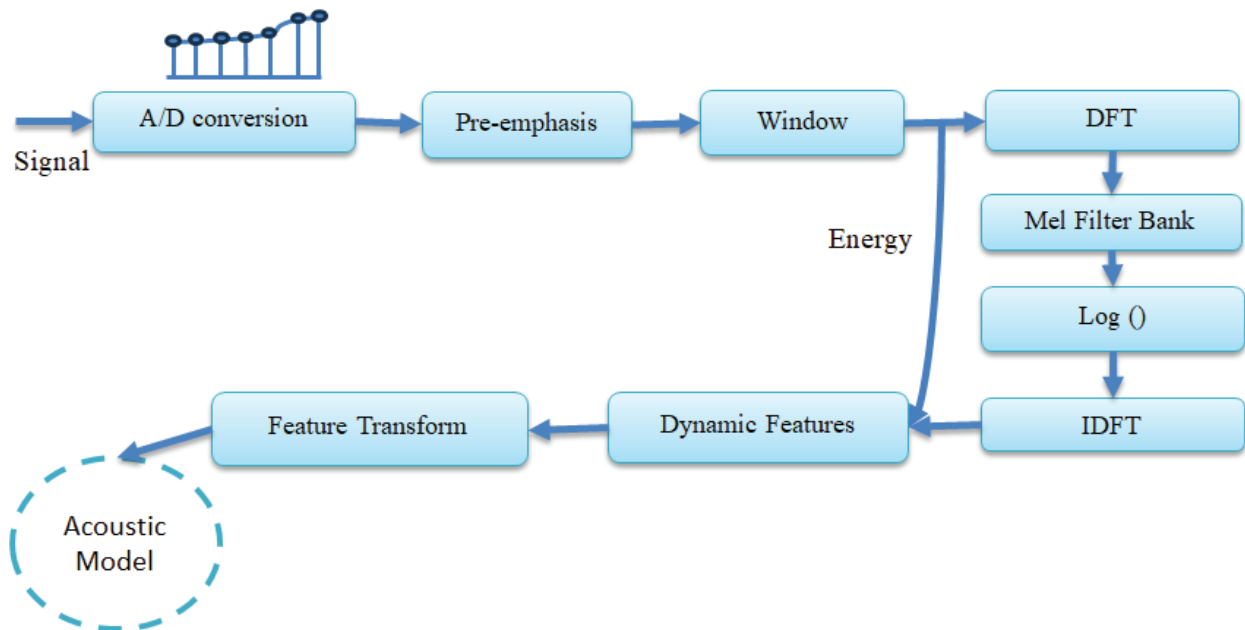 A/D conversion
Pre-emphasis
Window
DFT
Signal
Mel Filter Bank
Energy
Log ()
Feature Transform
Dynamic Features
IDFT
Acoustic
Model